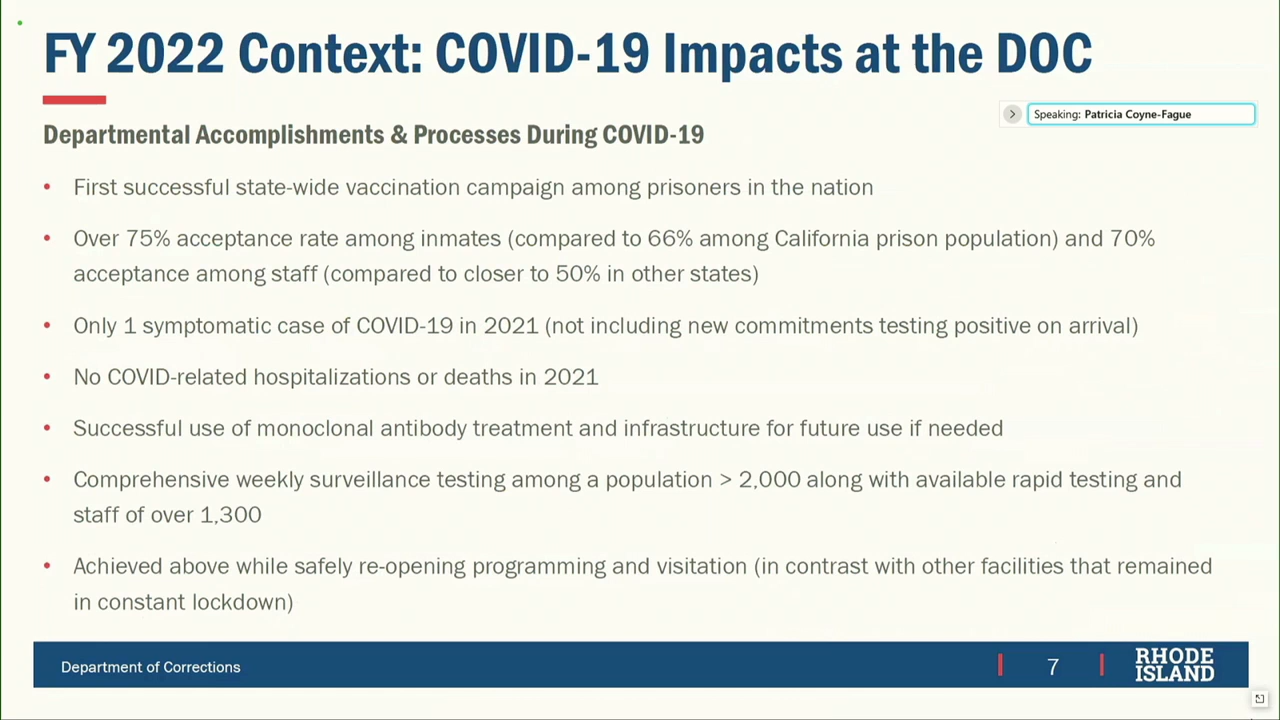 FY 2022 Context: COVID-19 Impacts at the DOC
Speaking: Patricia Coyne-Fague
Departmental Accomplishments & Processes During COVID-19
• First successful state-wide vaccination campaign among prisoners in the nation
• Over 75% acceptance rate among inmates (compared to 66% among California prison population) and 70%
acceptance among staff (compared to closer to 50% in other states)
• Only 1 symptomatic case of COVID-19 in 2021 (not including new commitments testing positive on arrival)
• No COVID-related hospitalizations or deaths in 2021
• Successful use of monoclonal antibody treatment and infrastructure for future use if needed
• Comprehensive weekly surveillance testing among a population > 2,000 along with available rapid testing and
staff of over 1,300
• Achieved above while safely re-opening programming and visitation (in contrast with other facilities that remained
in constant lockdown)
Department of Corrections
7
RHODE
ISLAND